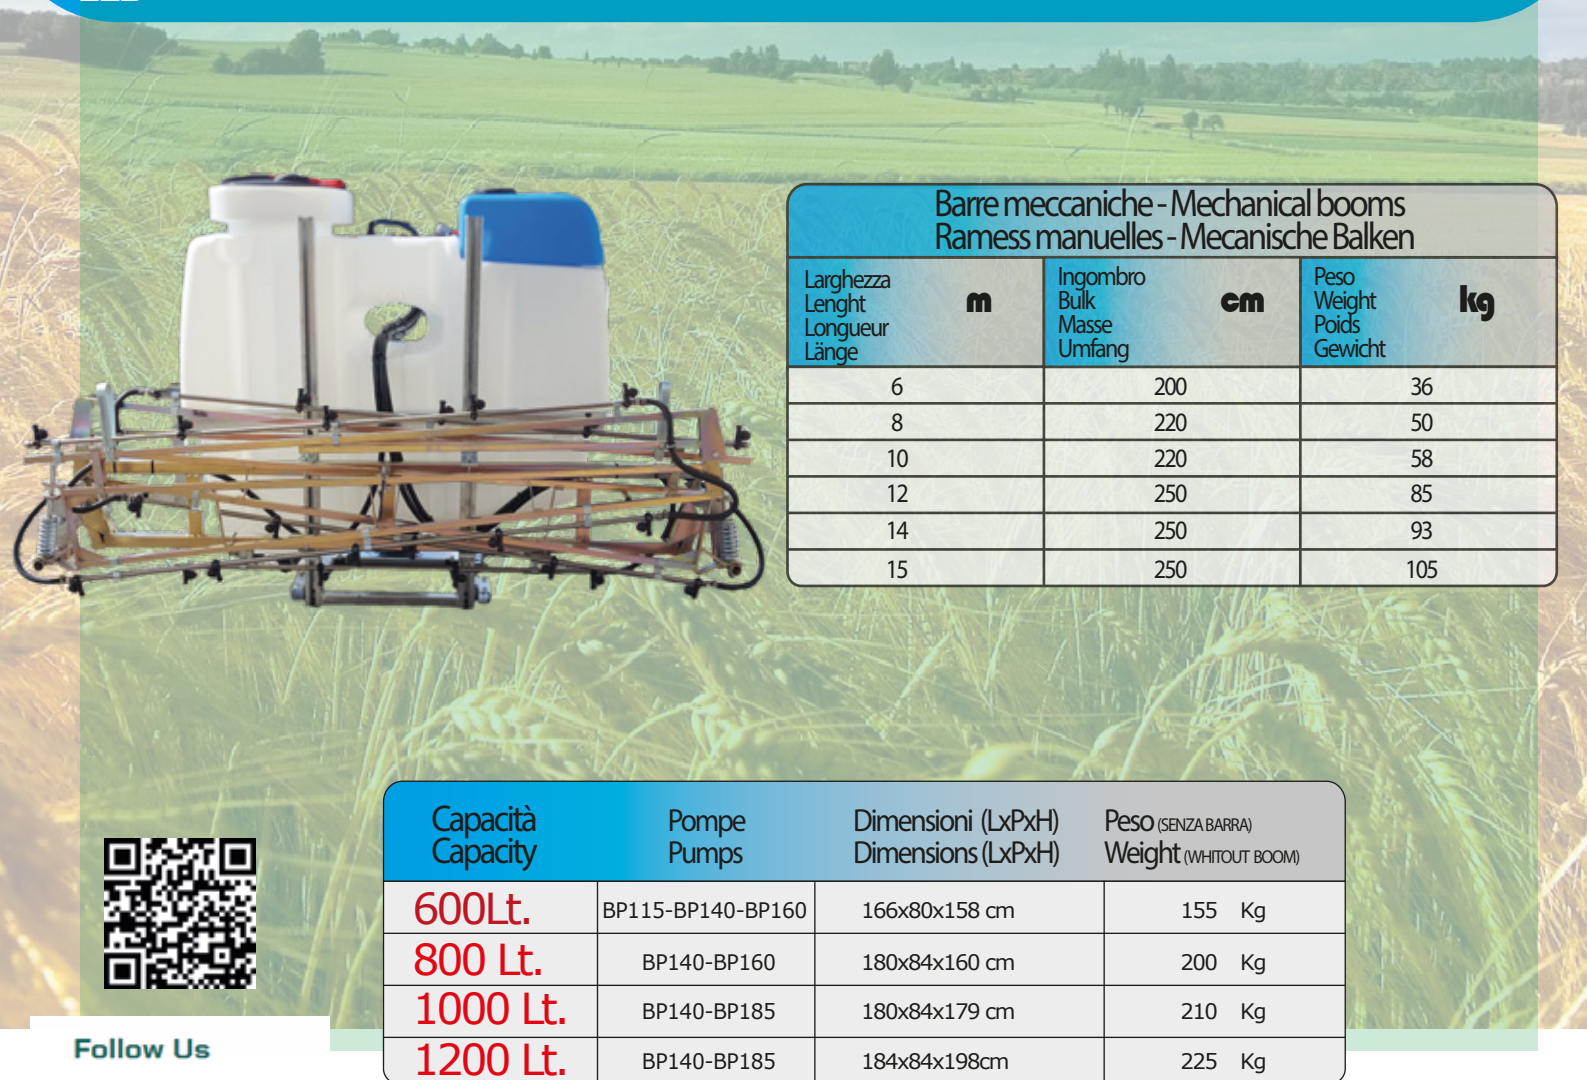 Barre meccaniche - Mechanical booms
Ramess manuelles - Mecanische Balken
Larghezza
Lenght
Longueur
Länge
m
Ingombro
Bulk
Masse
Umfang
cm
Peso
Weight
Poids
Gewicht
kg
6 200 36
8 220 50
10 220 58
12 250 85
14 250 93
15 250 105
Capacità Pompe Dimensioni (LxPxH) Peso (SENZA BARRA)
Capacity Pumps Dimensions (LxPxH) Weight (WHITOUT BOOM)
600Lt. BP115-BP140-BP160 166x80x158 cm 155 Kg
800 Lt. BP140-BP160 180x84x160 cm 200 Kg
1000 Lt. BP140-BP185 180x84x179 cm 210 Kg
1200 Lt. BP140-BP185 184x84x198cm 225 Kg
Follow Us